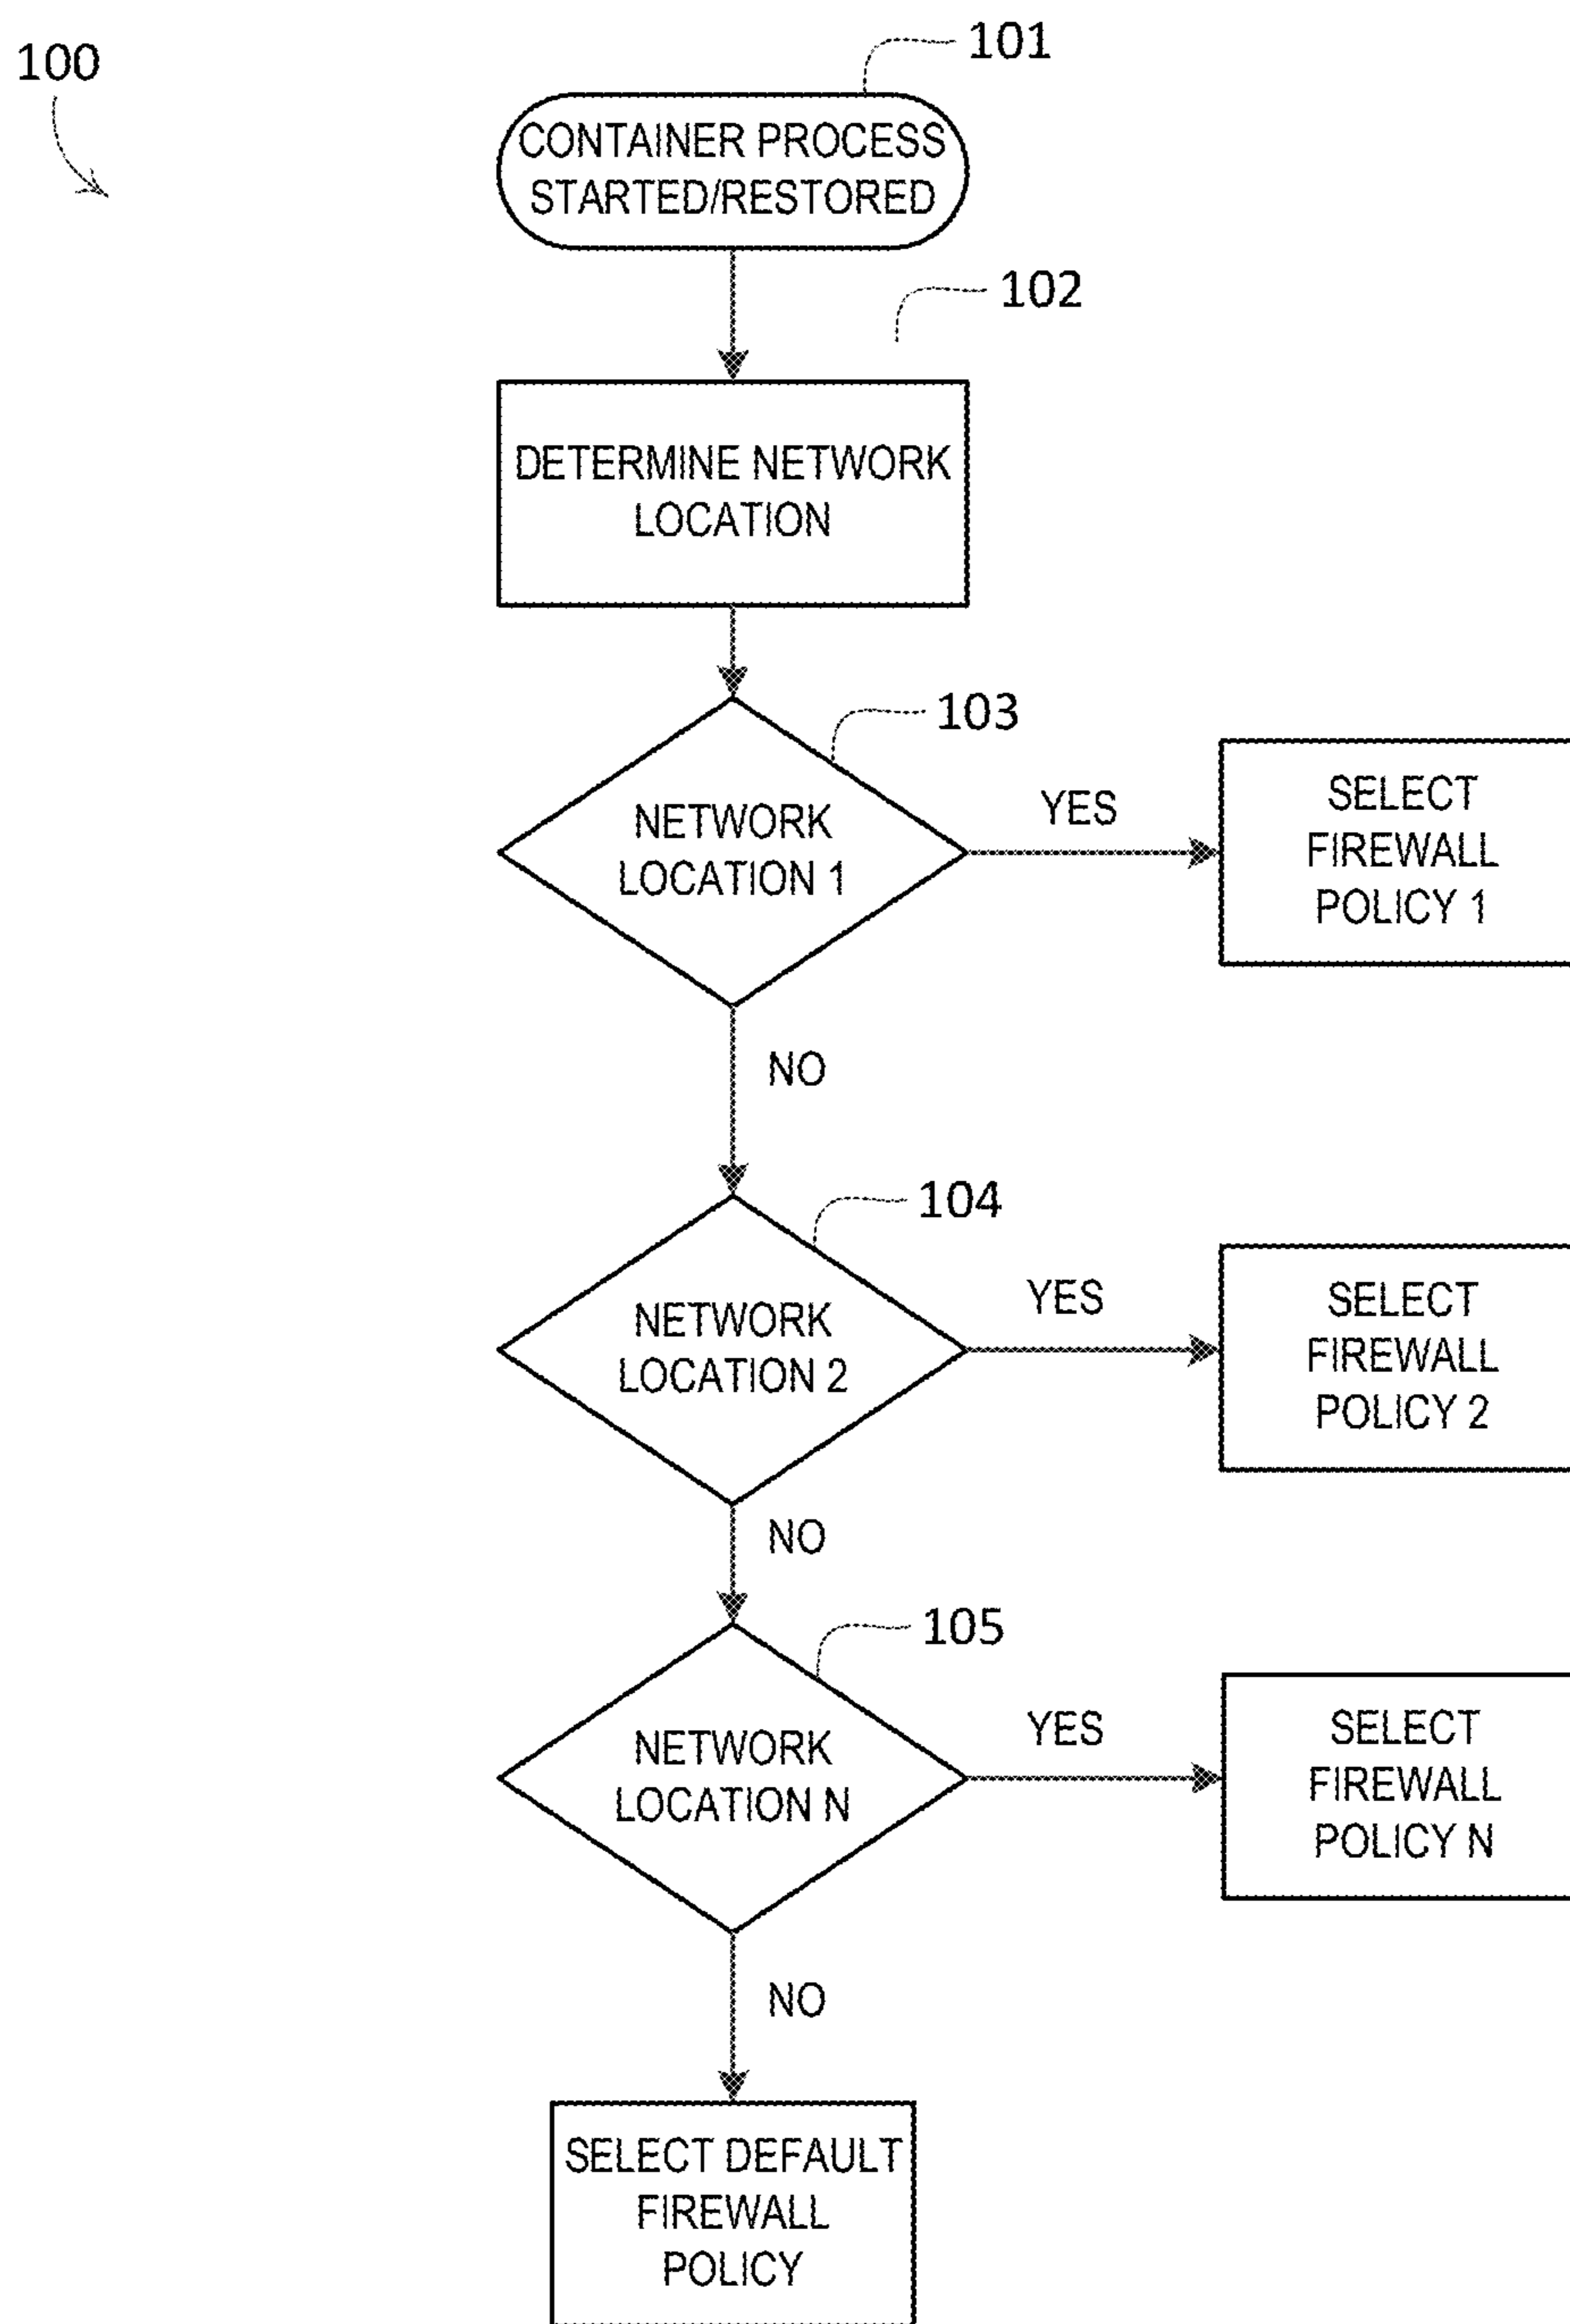 100
101
CONTAINER PROCESS
STARTED/RESTORED
102
DETERMINE NETWORK
LOCATION
103
NETWORK
LOCATION 1
YES
SELECT
FIREWALL
POLICY 1
NO
104
NETWORK
LOCATION 2
YES
SELECT
FIREWALL
POLICY 2
NO
105
NETWORK
LOCATION N
YES
SELECT
FIREWALL
POLICY N
NO
SELECT DEFAULT
FIREWALL
POLICY